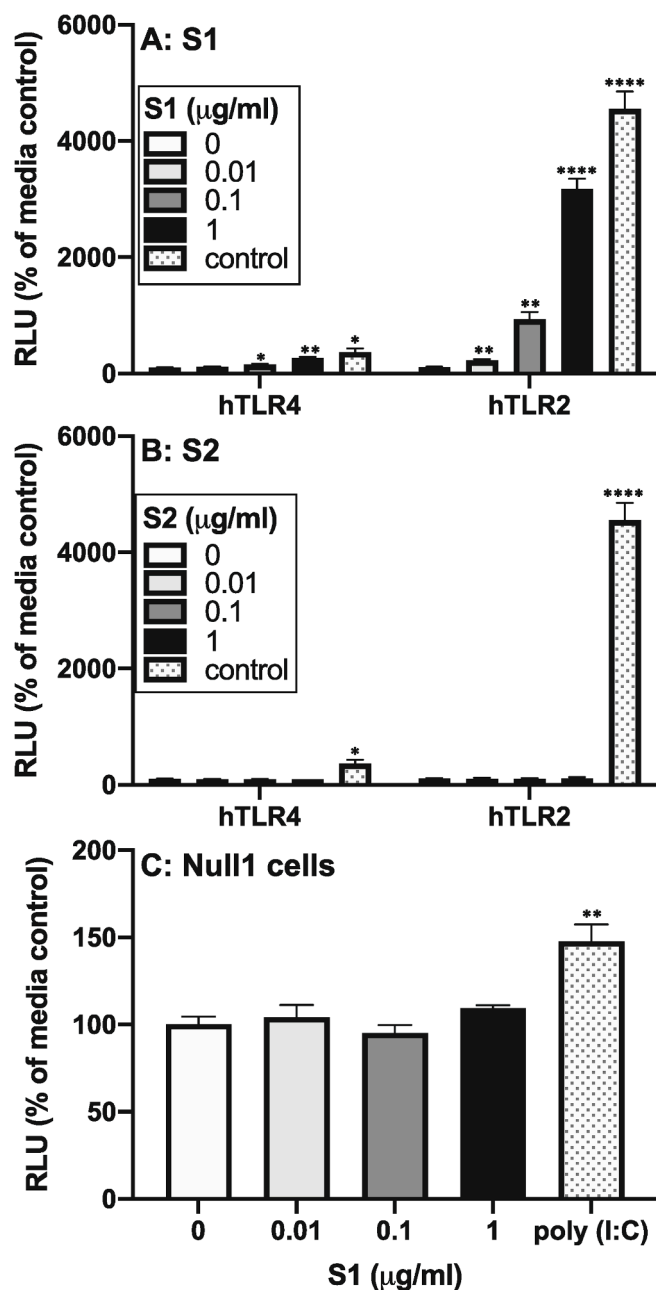 A: S1
RLU (% of media control)
6000
4000
2000
0
S1 (μg/ml)
0
0.01
0.1
1
control
*
**
*
**
**
****
****
hTLR4
hTLR2
B: S2
RLU (% of media control)
6000
4000
2000
0
S2 (μg/ml)
0
0.01
0.1
1
control
*
****
hTLR4
hTLR2
C: Null1 cells
RLU (% of media control)
200
150
100
50
0
**
0 0.01 0.1 1 poly (I:C)
S1 (μg/ml)